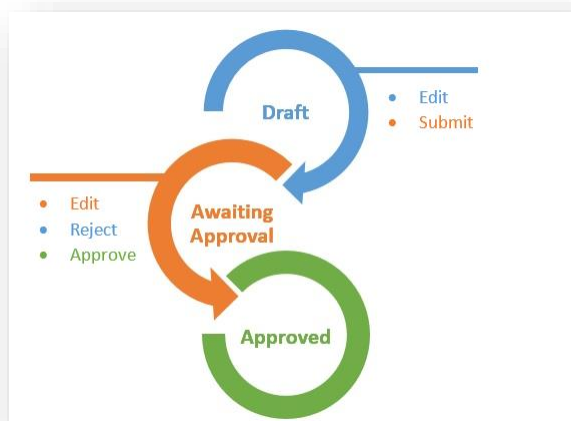 Draft
• Edit
• Submit
Awaiting
Approval
• Edit
• Reject
• Approve
Approved